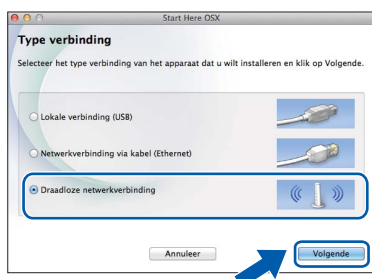 Start Here OSX
Type verbinding
Selecteer het type verbinding van het apparaat dat u wilt installeren en klik op Volgende.
Lokale verbinding (USB)
Netwerkverbinding via kabel (Ethernet)
Draadloze netwerkverbinding
Annuleer
Volgende